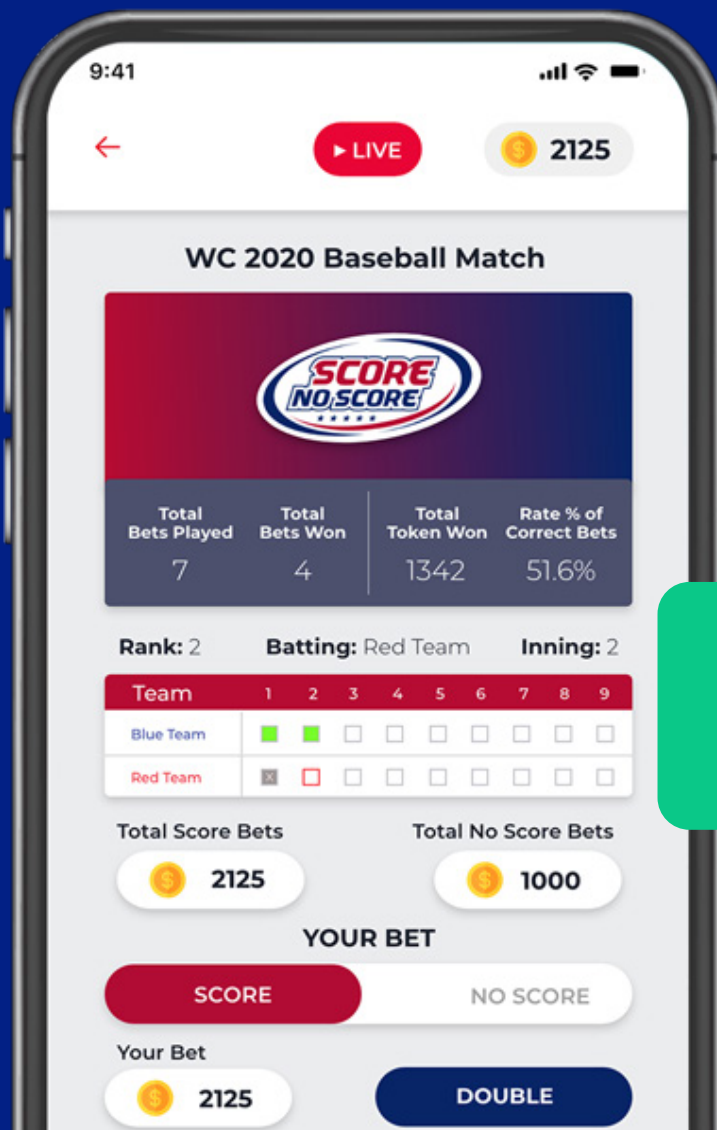 9:41
LIVE
2125
WC 2020 Baseball Match
SCORE
NO SCORE
Total Bets Played
Total Bets Won
Total Token Won
Rate % of Correct Bets
7 4 1342 51.6%
Rank: 2 Batting: Red Team Inning: 2
Team 1 2 3 4 5 6 7 8 9
Blue Team
Red Team X
Total Score Bets Total No Score Bets
2125 1000
YOUR BET
SCORE NO SCORE
Your Bet
2125 DOUBLE